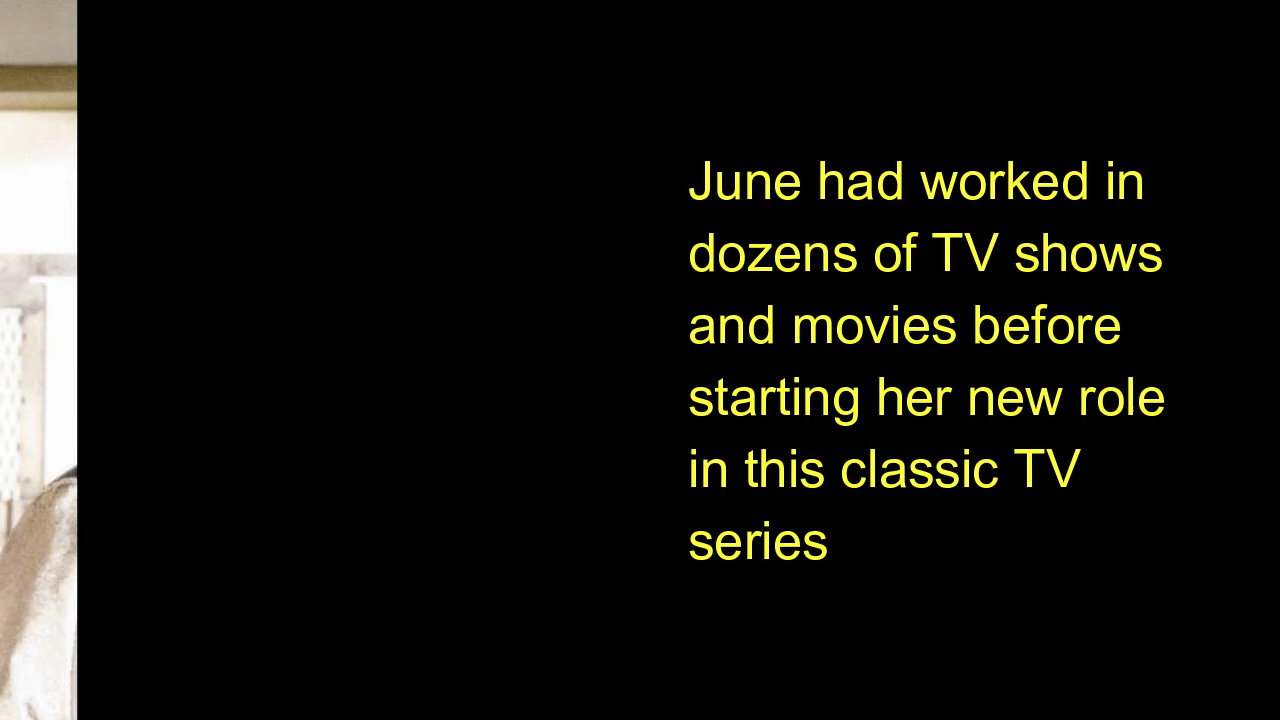 June had worked in
dozens of TV shows
and movies before
starting her new role
in this classic TV
series